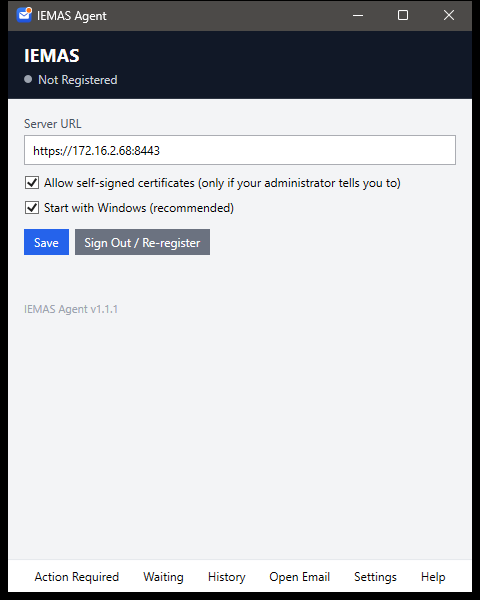 IEMAS Agent
IEMAS
Not Registered
Server URL
https://172.16.2.68:8443
Allow self-signed certificates (only if your administrator tells you to)
Start with Windows (recommended)
Save Sign Out / Re-register
IEMAS Agent v1.1.1
Action Required Waiting History Open Email Settings Help